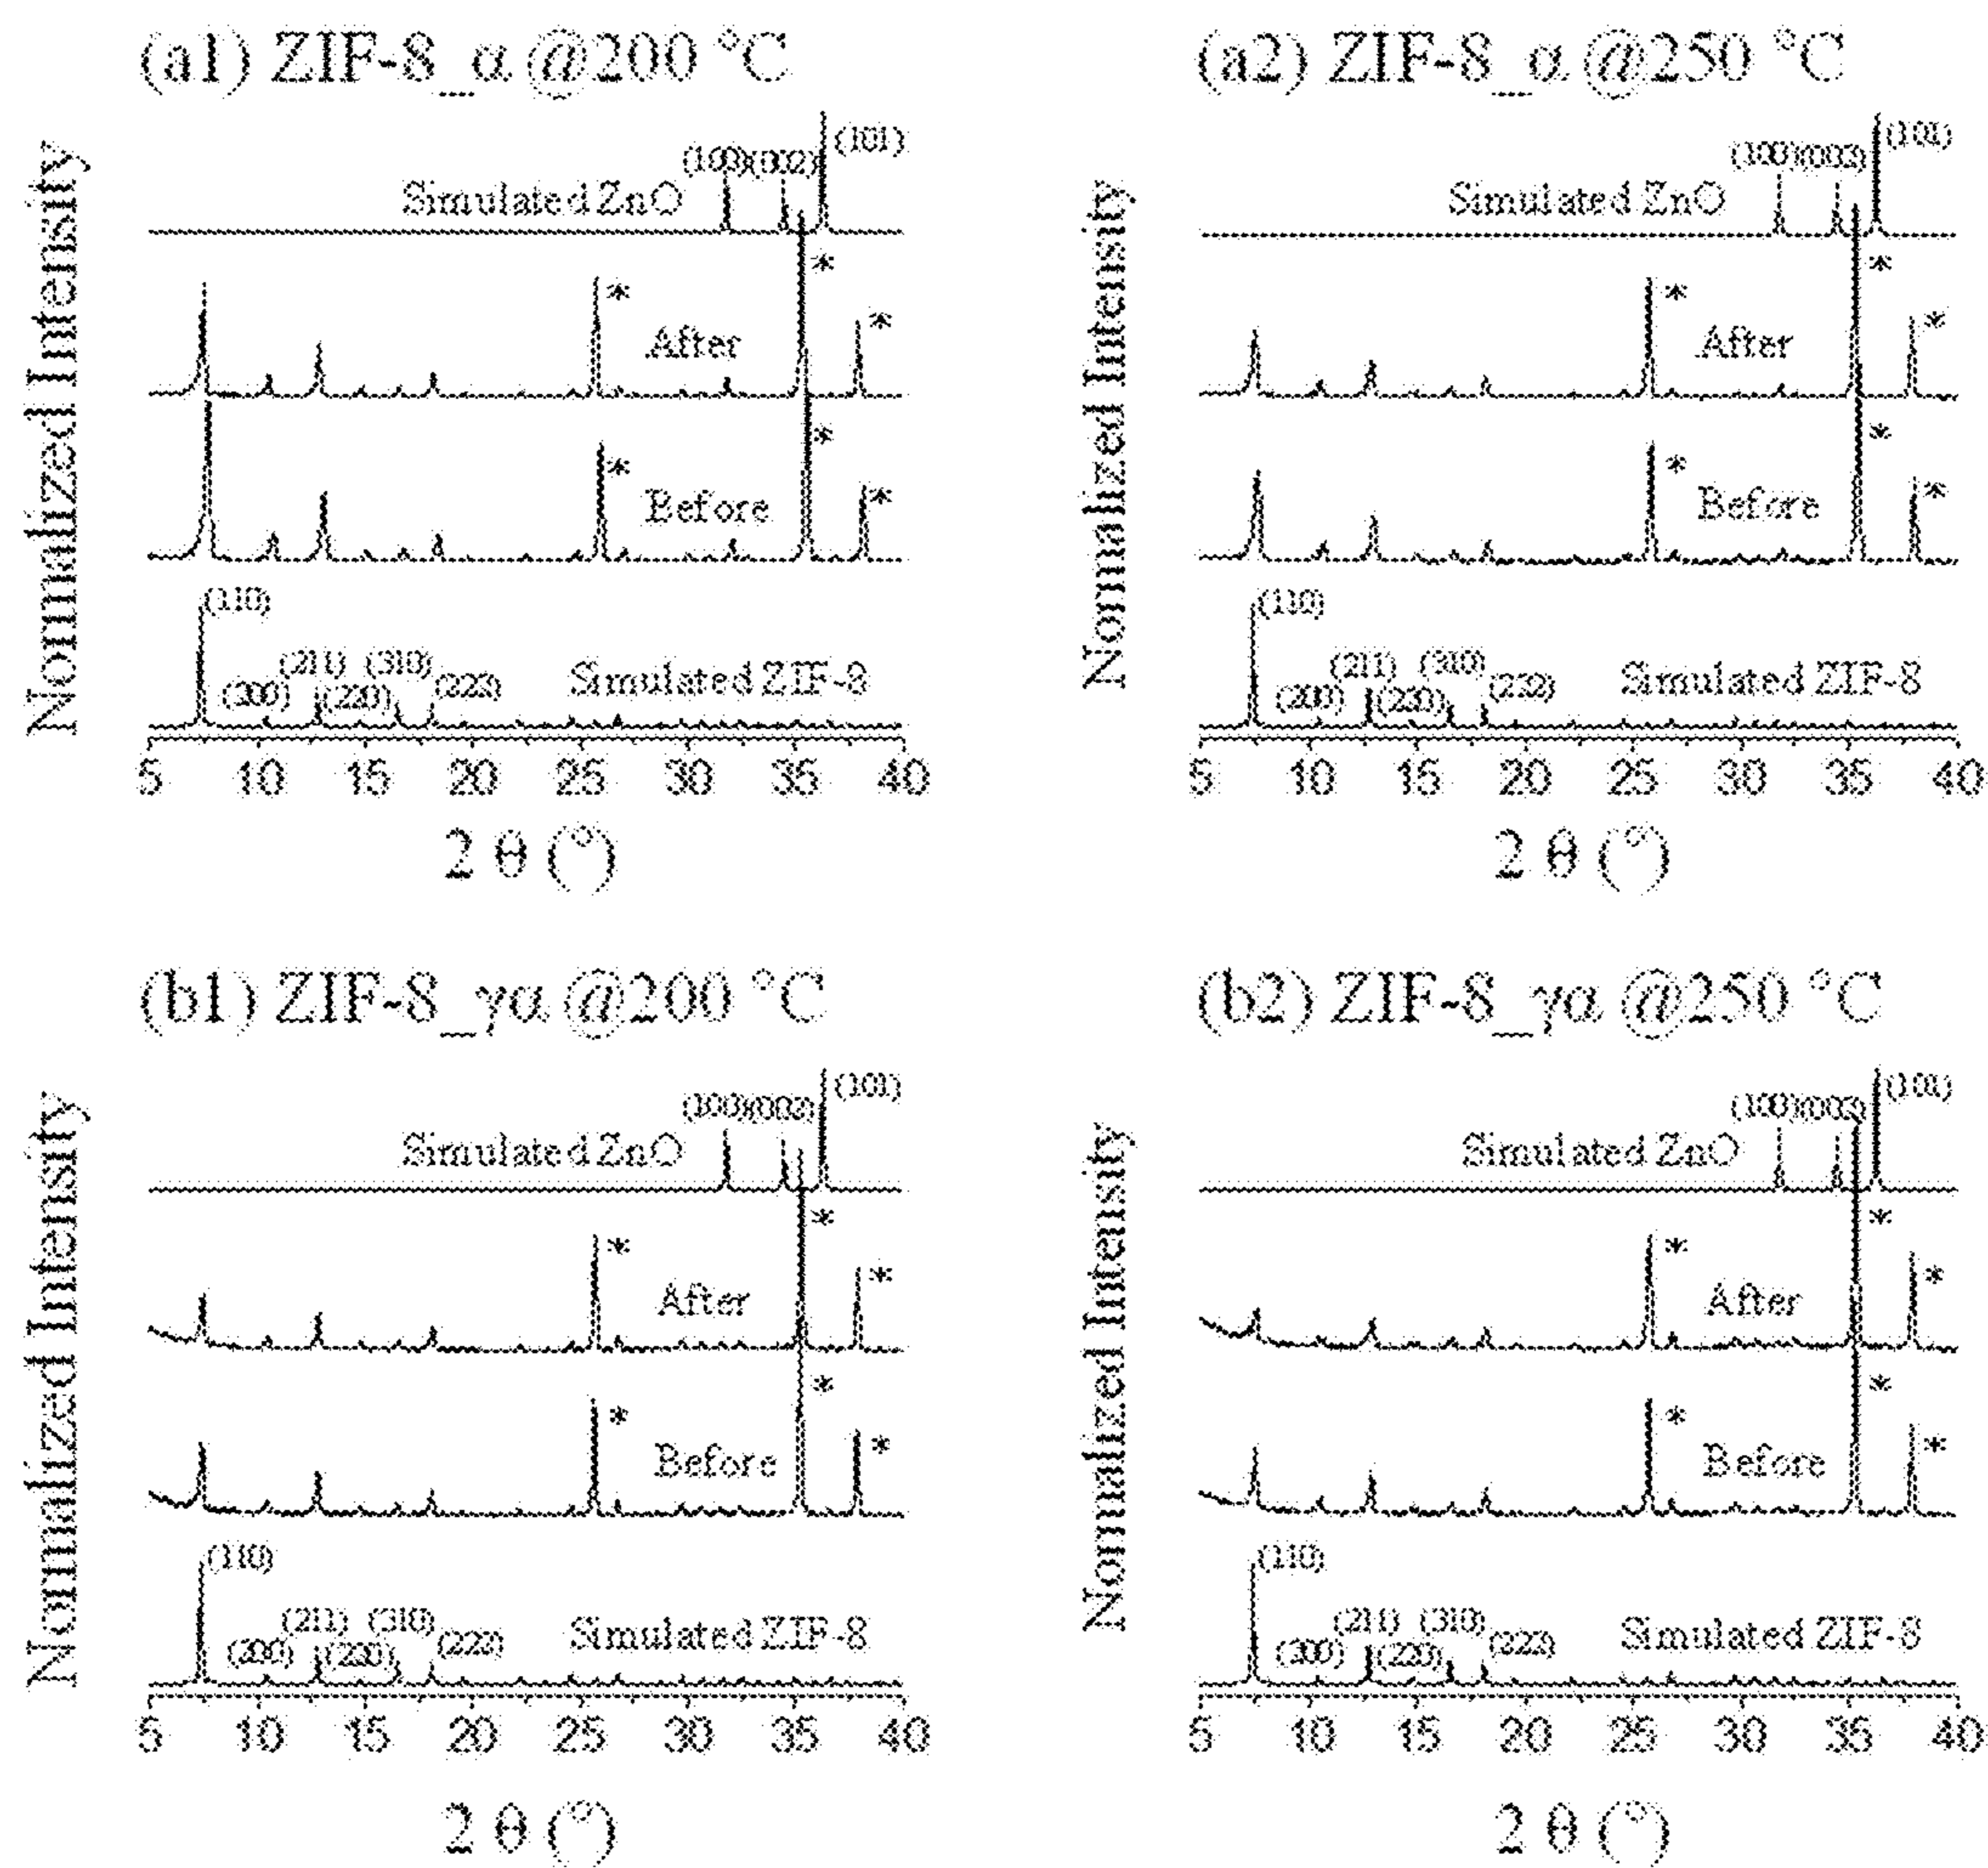 (a1) ZIF-8_α @200 °C
Normalized Intensity
(100)
(002)
(101)
Simulated ZnO
*
*
After
*
*
*
Before
*
(110)
(200)
(211)
(220)
(310)
(222)
Simulated ZIF-8
5 10 15 20 25 30 35 40
2 θ (°)
(a2) ZIF-8_α @250 °C
Normalized Intensity
(100)
(002)
(101)
Simulated ZnO
*
*
After
*
*
*
Before
*
(110)
(200)
(211)
(220)
(310)
Simulated ZIF-8
5 10 15 20 25 30 35 40
2 θ (°)
(b1) ZIF-8_γα @200 °C
Normalized Intensity
(100)
(002)
(101)
Simulated ZnO
*
*
After
*
*
*
Before
*
(110)
(200)
(211)
(220)
(310)
(222)
Simulated ZIF-8
5 10 15 20 25 30 35 40
2 θ (°)
(b2) ZIF-8_γα @250 °C
Normalized Intensity
(100)
(002)
(101)
Simulated ZnO
*
*
After
*
*
*
Before
*
(110)
(200)
(211)
(220)
(310)
(222)
Simulated ZIF-8
5 10 15 20 25 30 35 40
2 θ (°)